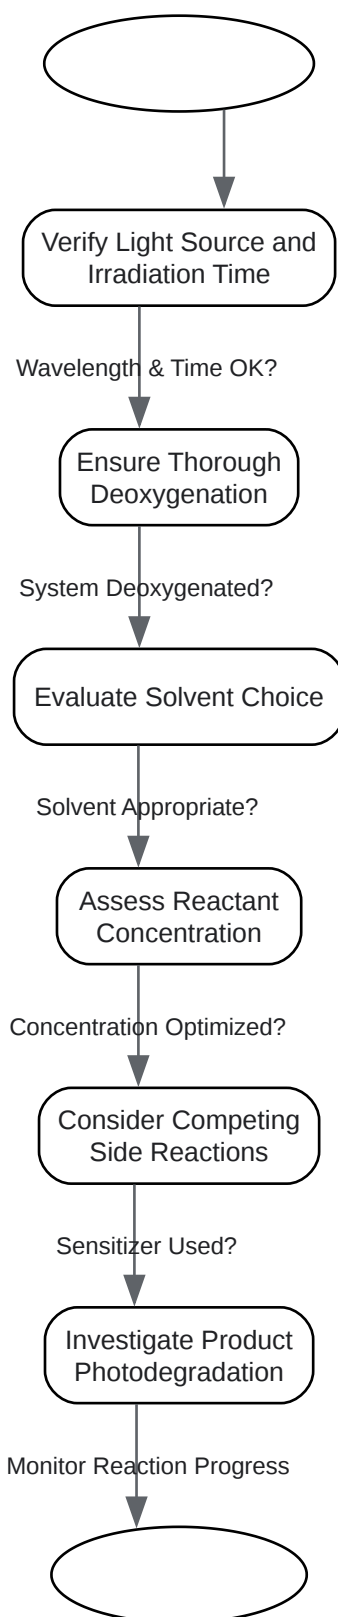 Verify Light Source and
Irradiation Time
Wavelength & Time OK?
Ensure Thorough
Deoxygenation
System Deoxygenated?
Evaluate Solvent Choice
Solvent Appropriate?
Assess Reactant
Concentration
Concentration Optimized?
Consider Competing
Side Reactions
Sensitizer Used?
Investigate Product
Photodegradation
Monitor Reaction Progress